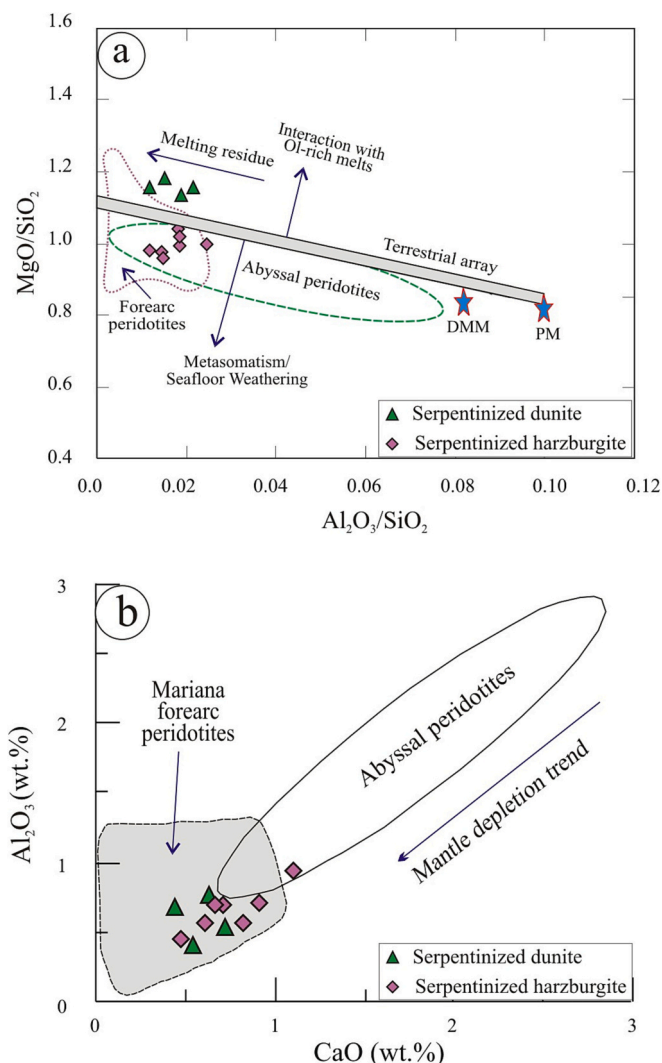 a
1.6
1.4
1.2
1.0
0.8
0.6
0.4
MgO/SiO₂
Melting residue
Interaction with
Ol-rich melts
Terrestrial array
Abyssal peridotites
Forearc
peridotites
DMM
PM
Metasomatism/
Seafloor Weathering
Serpentinized dunite
Serpentinized harzburgite
0.0
0.02
0.04
0.06
0.08
0.10
0.12
Al₂O₃/SiO₂
b
3
2
1
0
Al₂O₃ (wt.%)
Mariana
forearc
peridotites
Abyssal peridotites
Mantle depletion trend
Serpentinized dunite
Serpentinized harzburgite
0
1
2
3
CaO (wt.%)